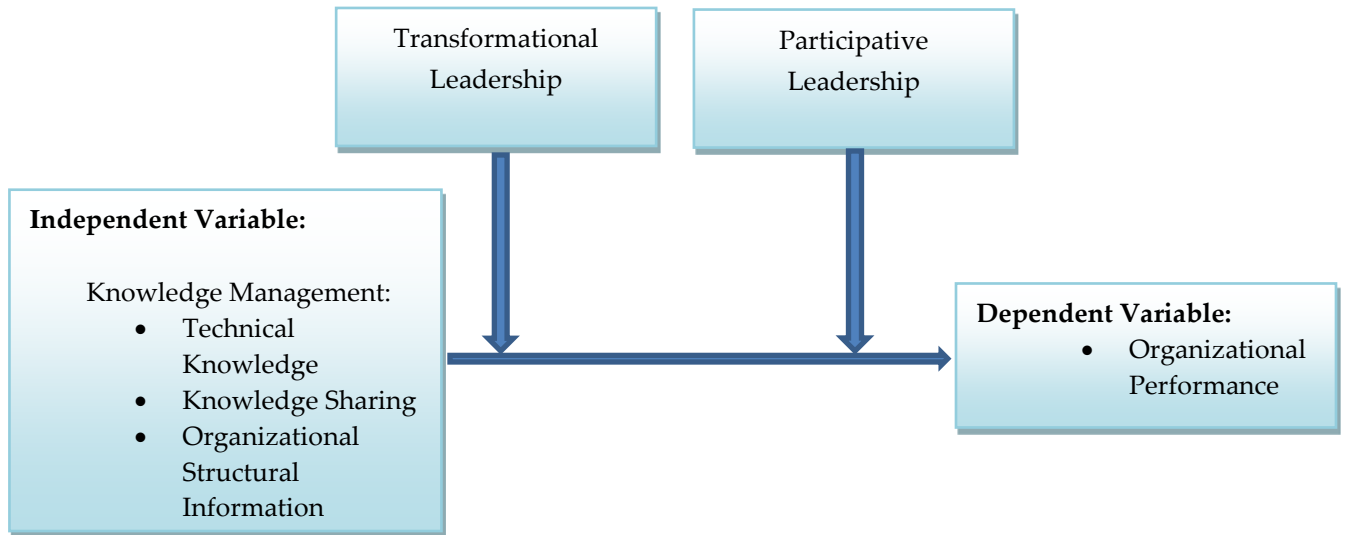 Transformational
Leadership
Participative
Leadership
Independent Variable:
Knowledge Management:
• Technical
Knowledge
• Knowledge Sharing
• Organizational
Structural
Information
Dependent Variable:
• Organizational
Performance